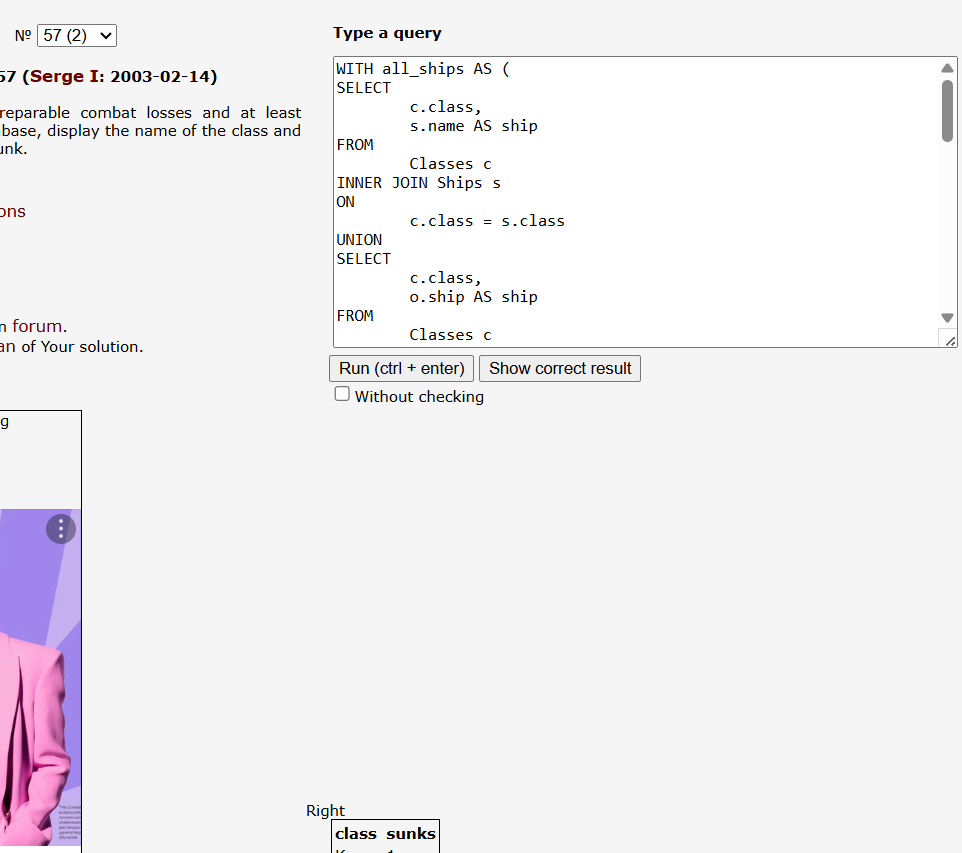 № 57 (2)
57 (Serge I: 2003-02-14)
reparable combat losses and at least
base, display the name of the class and
unk.
ons
forum.
an of Your solution.
g
Type a query
WITH all_ships AS (
SELECT
c.class,
s.name AS ship
FROM
Classes c
INNER JOIN Ships s
ON
c.class = s.class
UNION
SELECT
c.class,
o.ship AS ship
FROM
Classes c
Run (ctrl + enter) Show correct result
Without checking
Right
class sunks